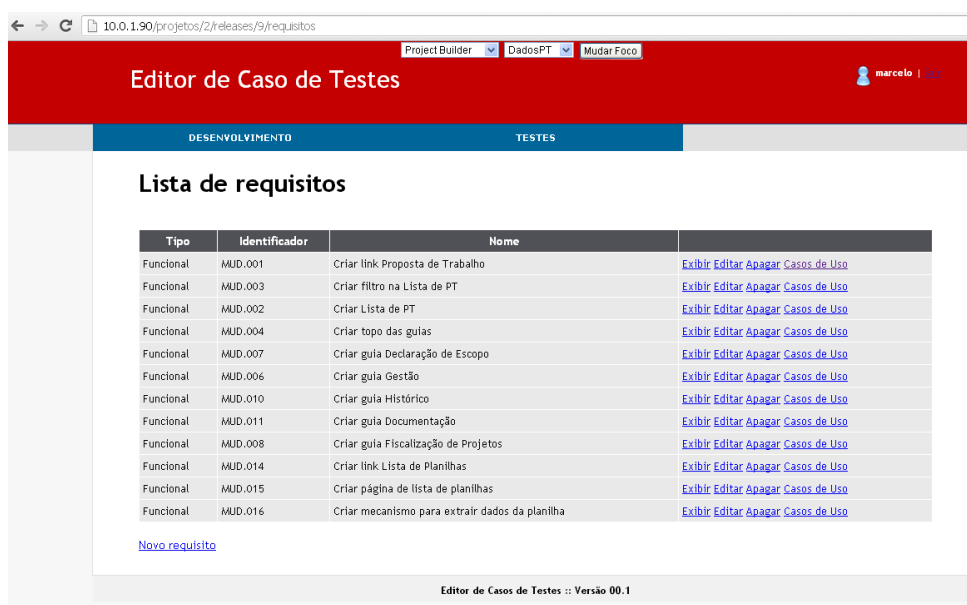 10.0.1.90/projetos/2/releases/9/requisitos
Project Builder DadosPT Mudar Foco
Editor de Caso de Testes
marcelo |
DESENVOLVIMENTO TESTES
Lista de requisitos
Tipo Identificador Nome
Funcional MUD.001 Criar link Proposta de Trabalho Exibir Editar Apagar Casos de Uso
Funcional MUD.003 Criar filtro na Lista de PT Exibir Editar Apagar Casos de Uso
Funcional MUD.002 Criar Lista de PT Exibir Editar Apagar Casos de Uso
Funcional MUD.004 Criar topo das guias Exibir Editar Apagar Casos de Uso
Funcional MUD.007 Criar guia Declaração de Escopo Exibir Editar Apagar Casos de Uso
Funcional MUD.006 Criar guia Gestão Exibir Editar Apagar Casos de Uso
Funcional MUD.010 Criar guia Histórico Exibir Editar Apagar Casos de Uso
Funcional MUD.011 Criar guia Documentação Exibir Editar Apagar Casos de Uso
Funcional MUD.008 Criar guia Fiscalização de Projetos Exibir Editar Apagar Casos de Uso
Funcional MUD.014 Criar link Lista de Planilhas Exibir Editar Apagar Casos de Uso
Funcional MUD.015 Criar página de lista de planilhas Exibir Editar Apagar Casos de Uso
Funcional MUD.016 Criar mecanismo para extrair dados da planilha Exibir Editar Apagar Casos de Uso
Novo requisito
Editor de Casos de Testes :: Versão 00.1